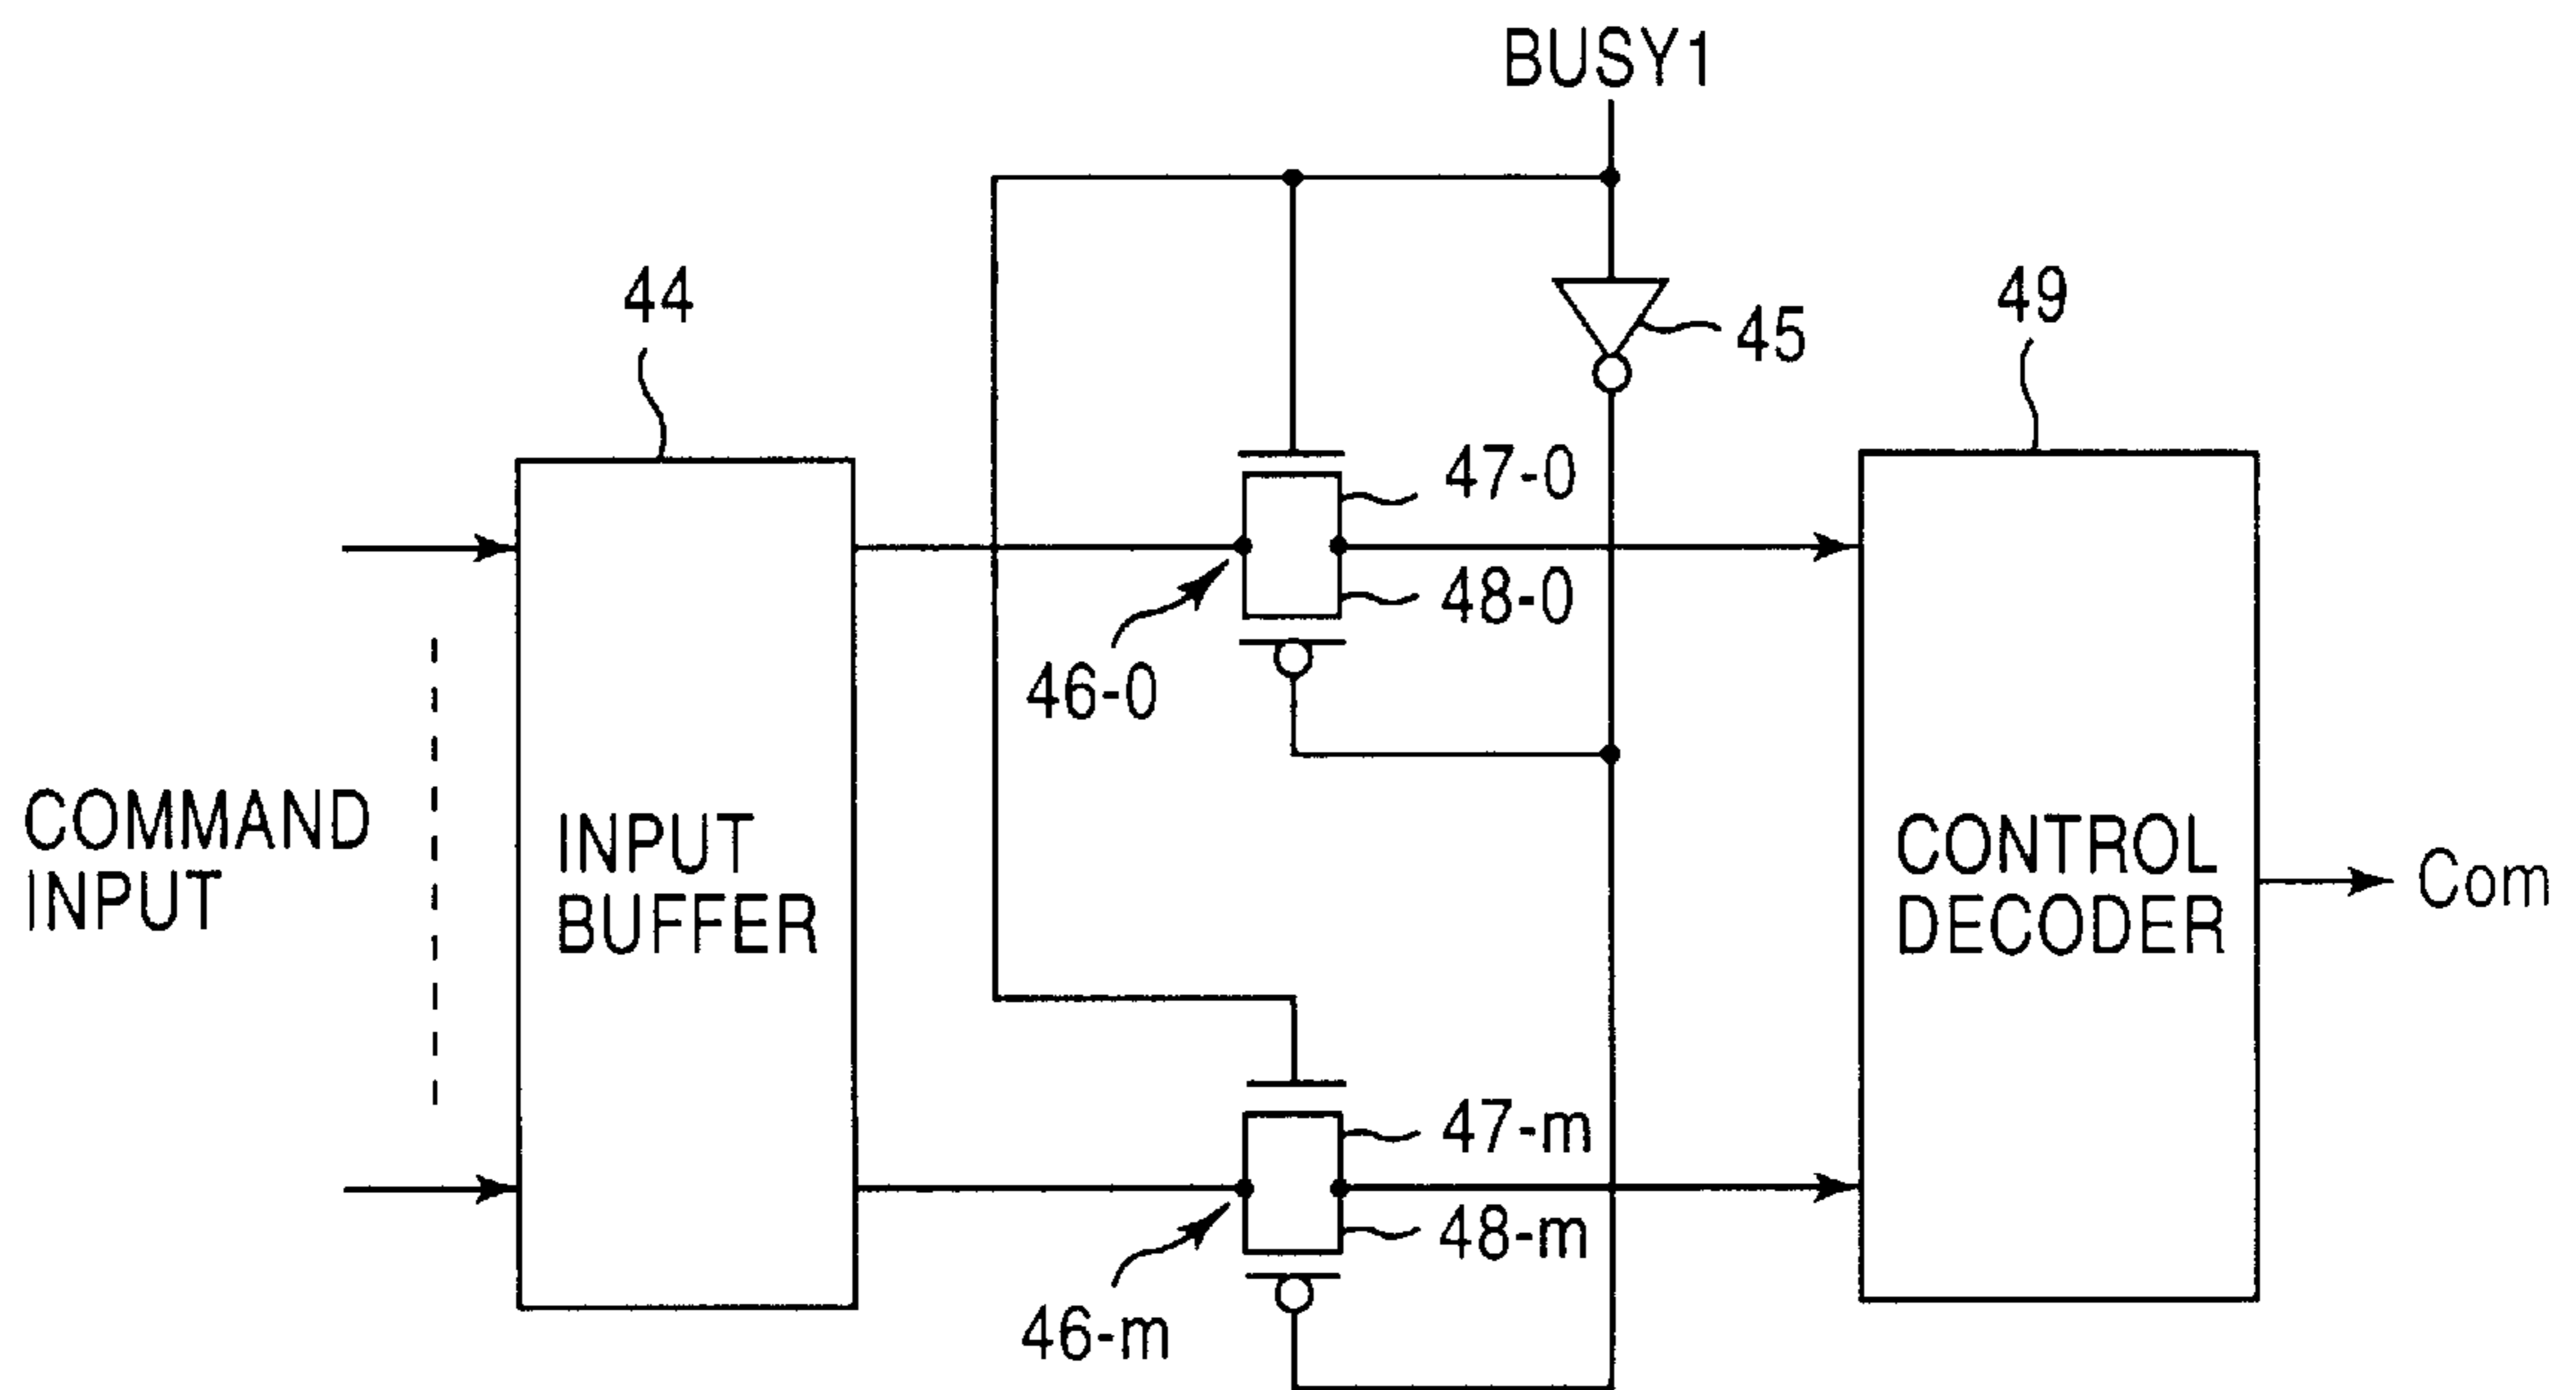 BUSY1
44
45
49
47-0
48-0
46-0
COMMAND
INPUT
INPUT
BUFFER
CONTROL
DECODER
Com
47-m
48-m
46-m